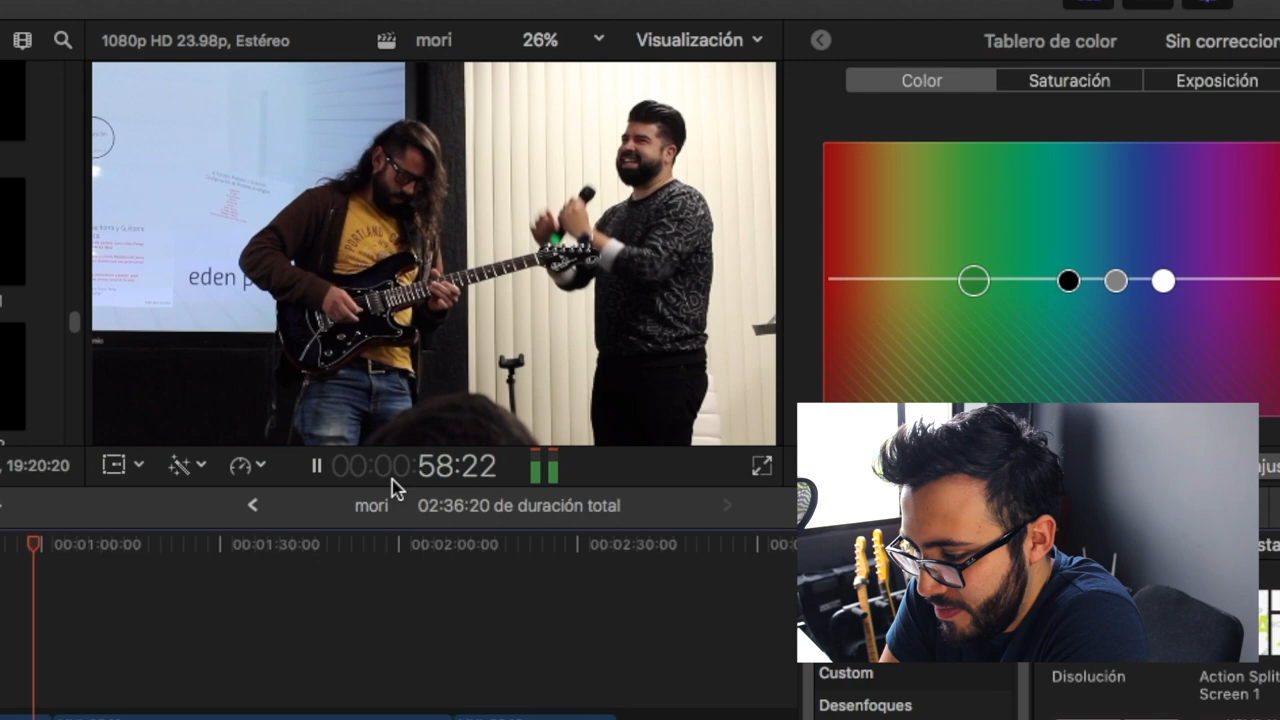 1080p HD 23.98p, Estéreo
mori
26%
Visualización
Tablero de color
Sin correccion
Color
Saturación
Exposición
PORTLAND
eden p
, 19:20:20
00:00:58:22
mori
02:36:20 de duración total
00:01:00:00
00:01:30:00
00:02:00:00
00:02:30:00
00:0
Custom
Desenfoques
Disolución
Action Split
Screen 1